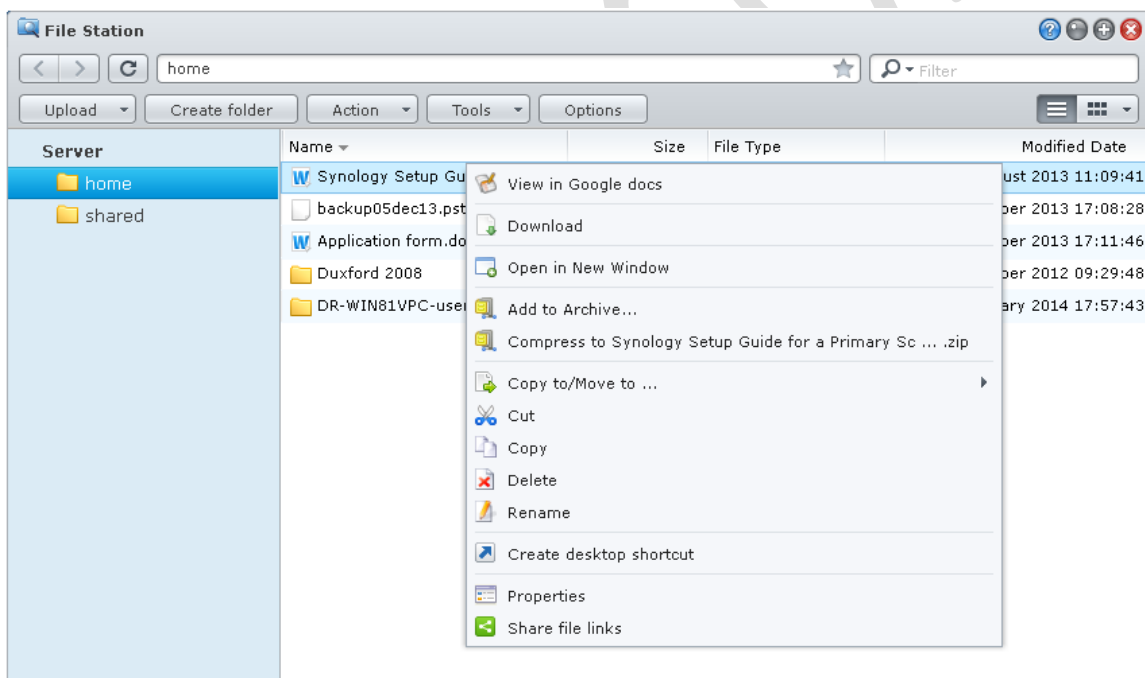 File Station
home
Filter
Upload Create folder Action Tools Options
Server
home
shared
Name Size File Type Modified Date
Synology Setup Gu ust 2013 11:09:41
backup05dec13.pst ber 2013 17:08:28
Application form.do ber 2013 17:11:46
Duxford 2008 ber 2012 09:29:48
DR-WIN81VPC-user ary 2014 17:57:43
View in Google docs
Download
Open in New Window
Add to Archive...
Compress to Synology Setup Guide for a Primary Sc ... .zip
Copy to/Move to ...
Cut
Copy
Delete
Rename
Create desktop shortcut
Properties
Share file links